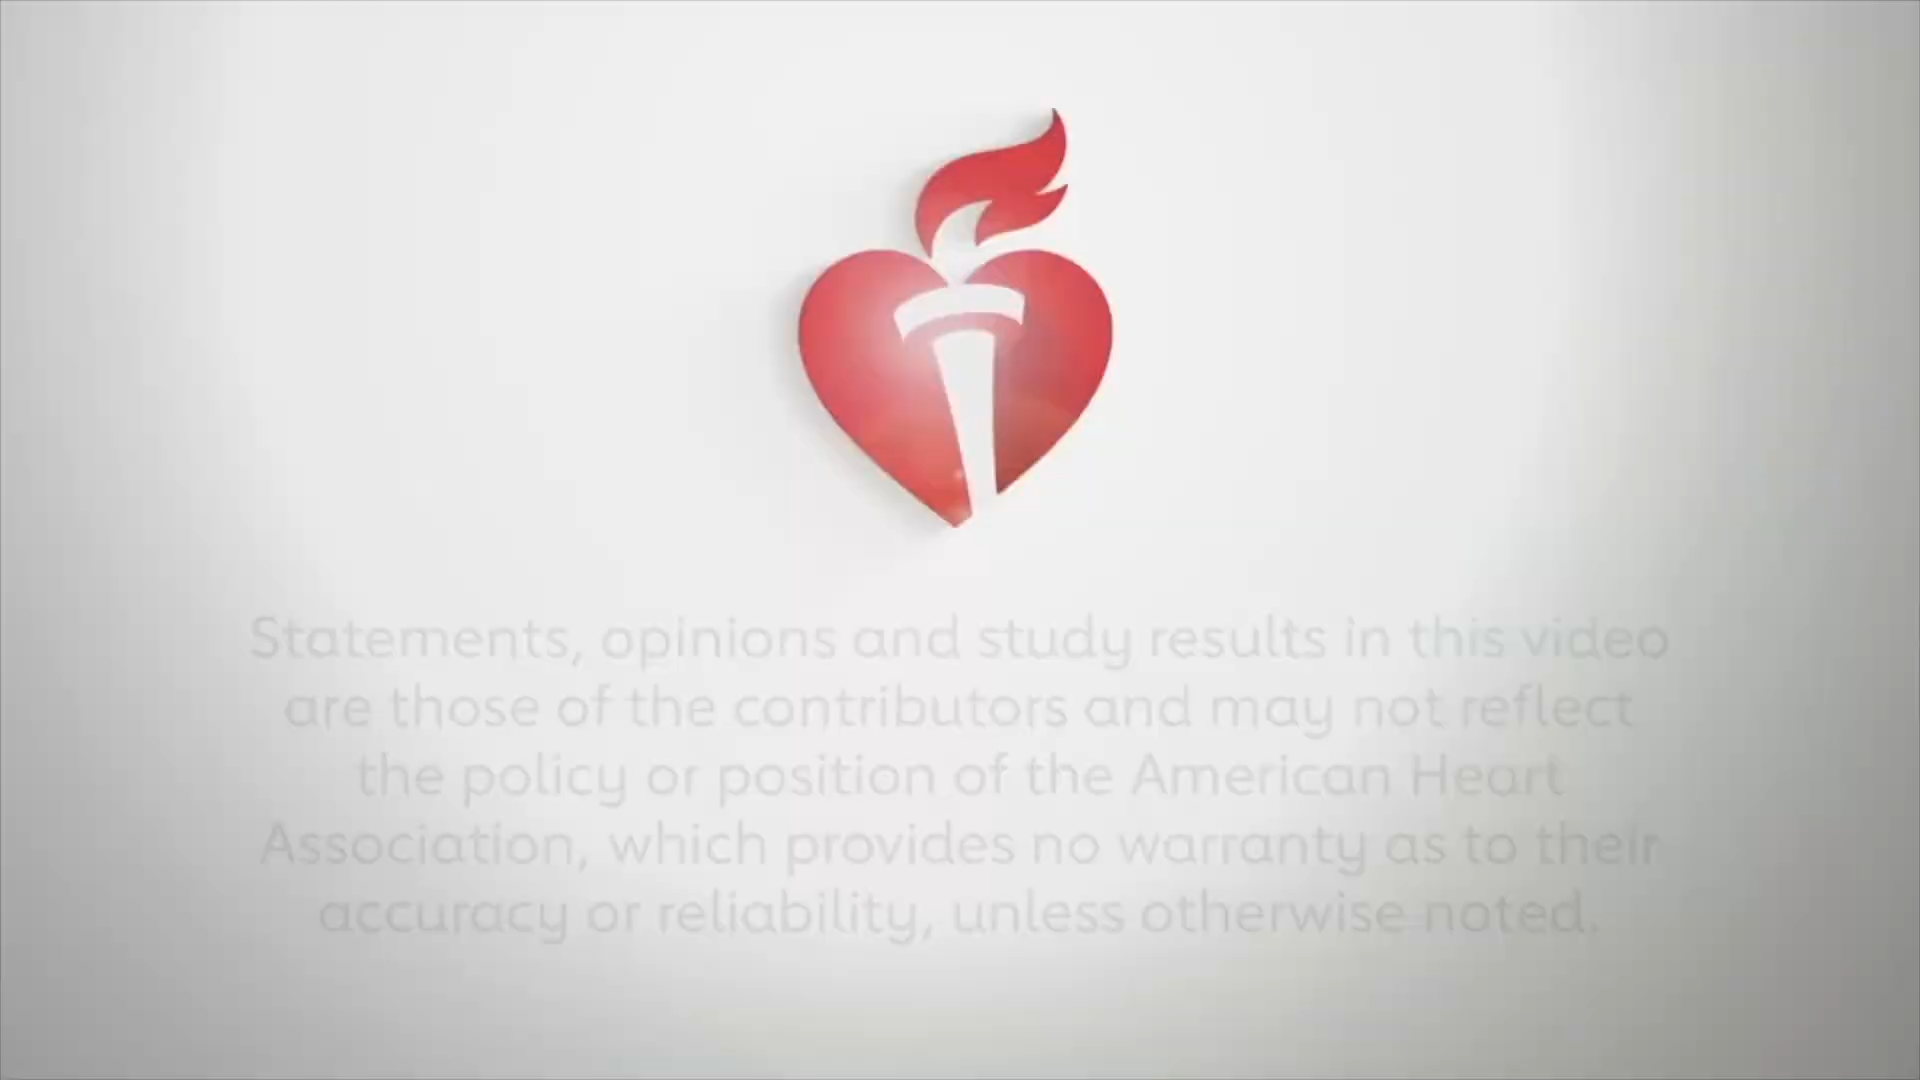 Statements, opinions and study results in this video
are those of the contributors and may not reflect
the policy or position of the American Heart
Association, which provides no warranty as to their
accuracy or reliability, unless otherwise noted.